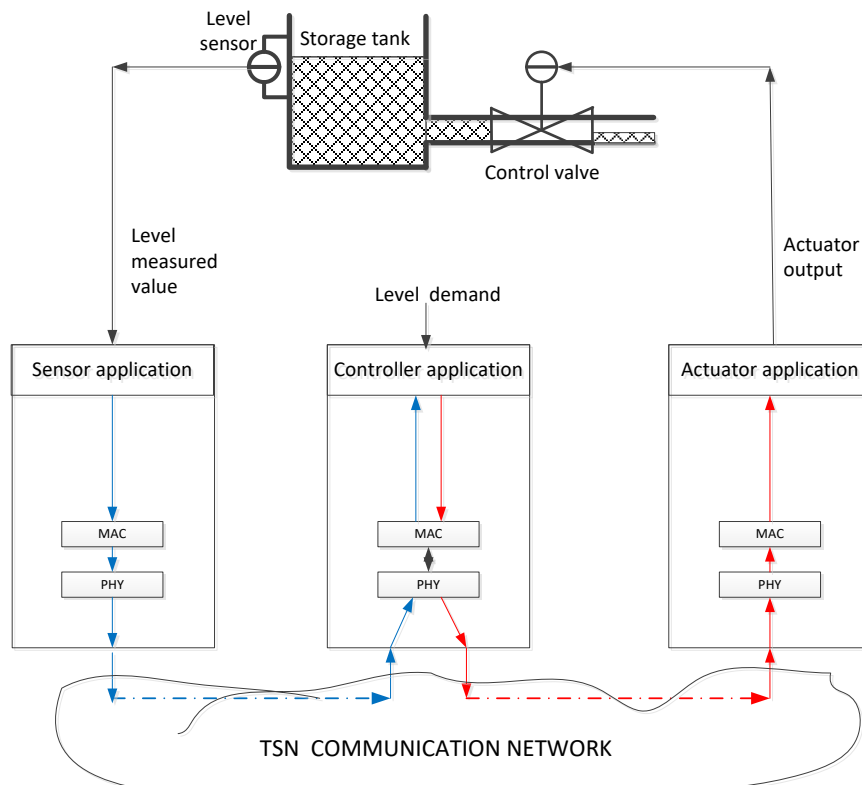 Level
sensor
Storage tank
Control valve
Level
measured
value
Level  demand
Actuator
output
Sensor application
Controller application
Actuator application
MAC
MAC
MAC
PHY
PHY
PHY
TSN  COMMUNICATION NETWORK